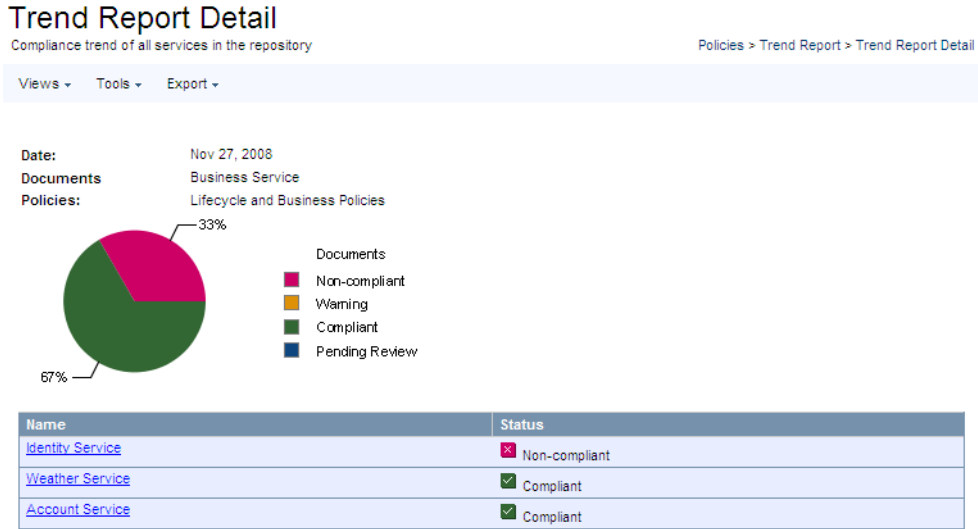 Trend Report Detail
Compliance trend of all services in the repository
Policies > Trend Report > Trend Report Detail
Views Tools Export
Date: Nov 27, 2008
Documents Business Service
Policies: Lifecycle and Business Policies
33%
Documents
Non-compliant
Warning
Compliant
Pending Review
67%
Name Status
Identity Service Non-compliant
Weather Service Compliant
Account Service Compliant